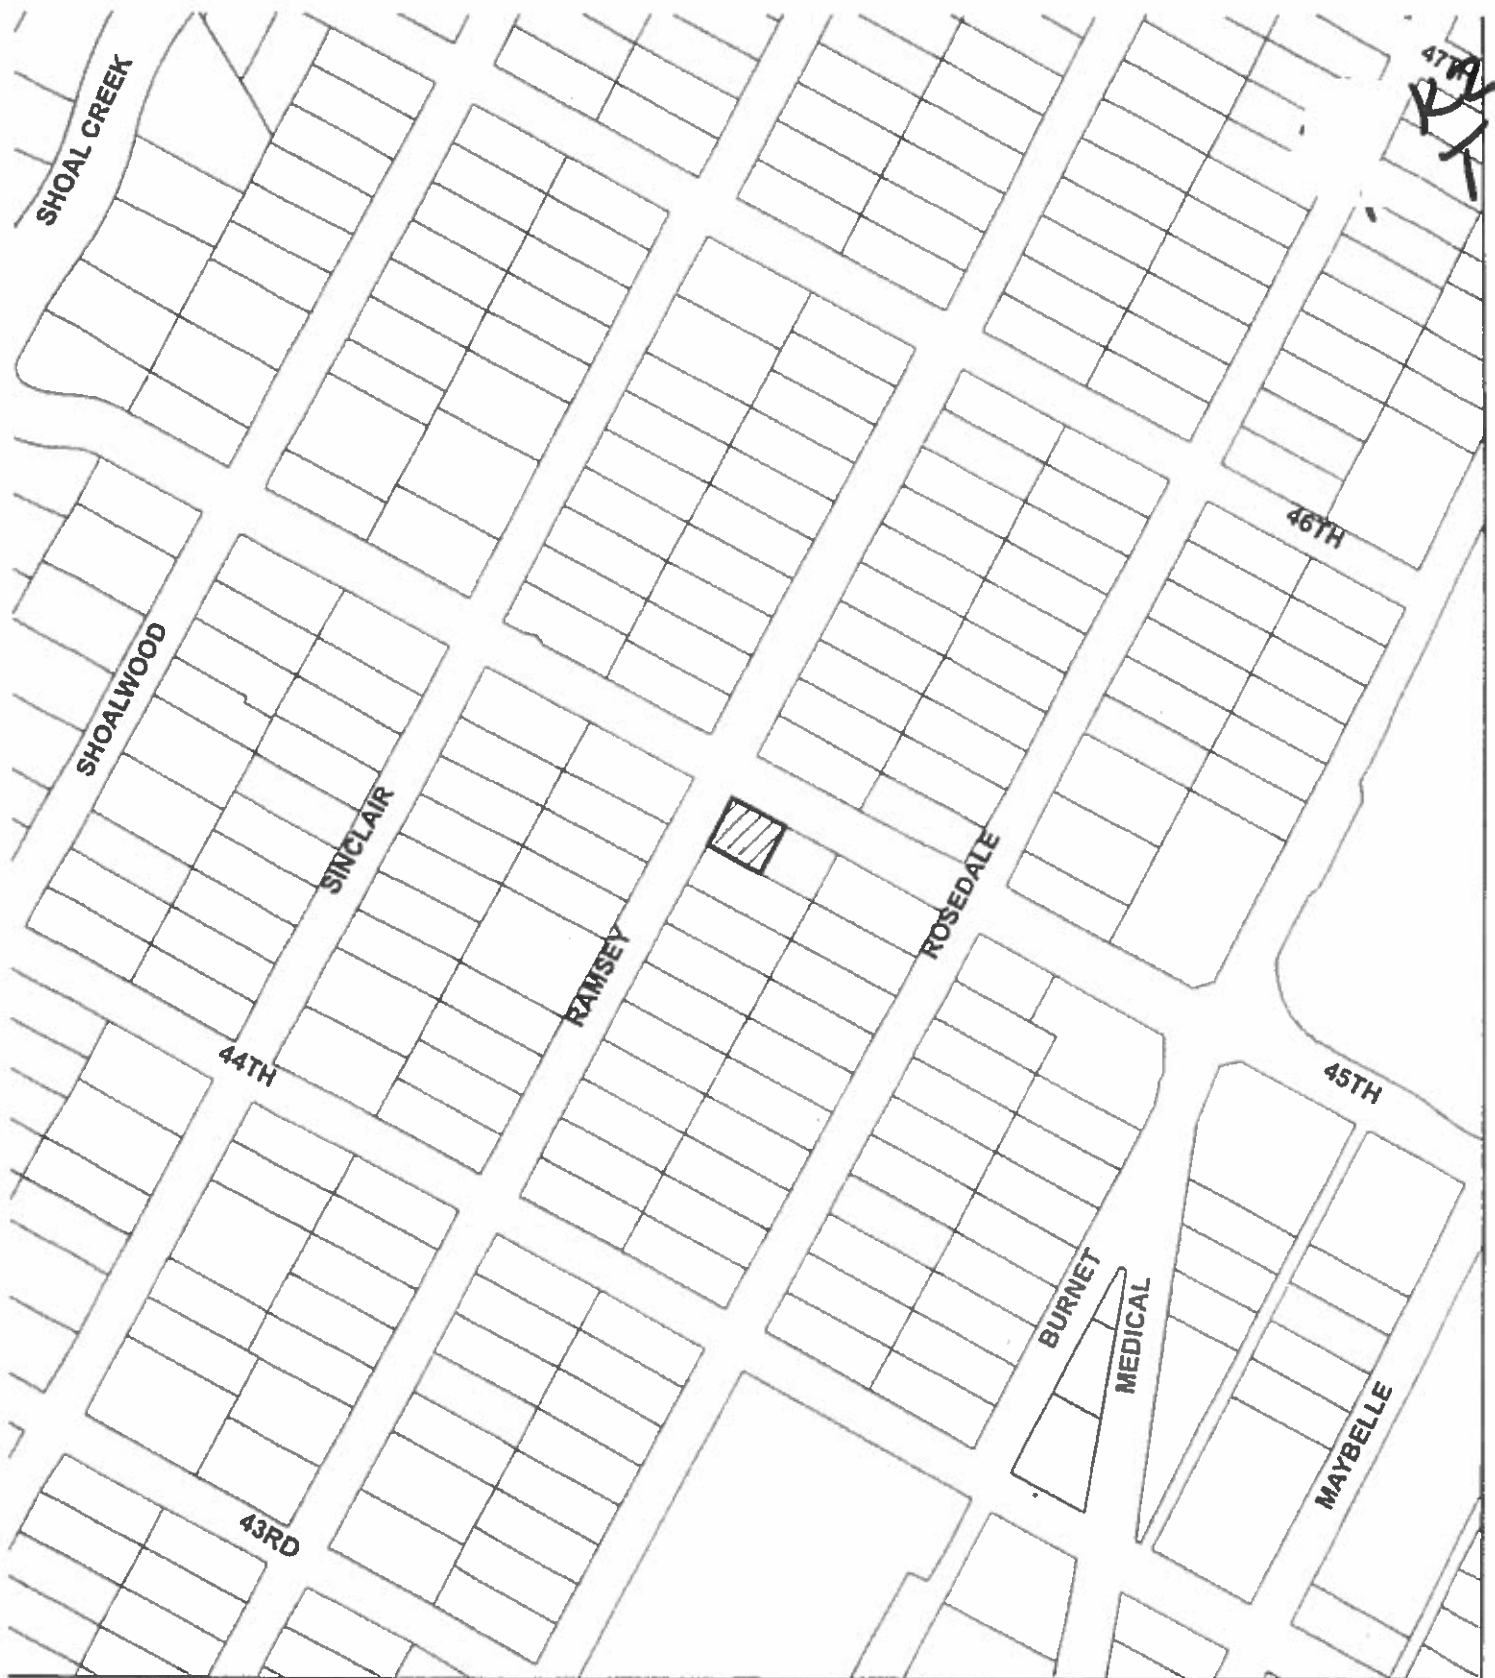 47TH
SHOAL CREEK
46TH
SHOALWOOD
SINCLAIR
ROSEDALE
RAMSEY
44TH
45TH
BURNET
MEDICAL
MAYBELLE
43RD